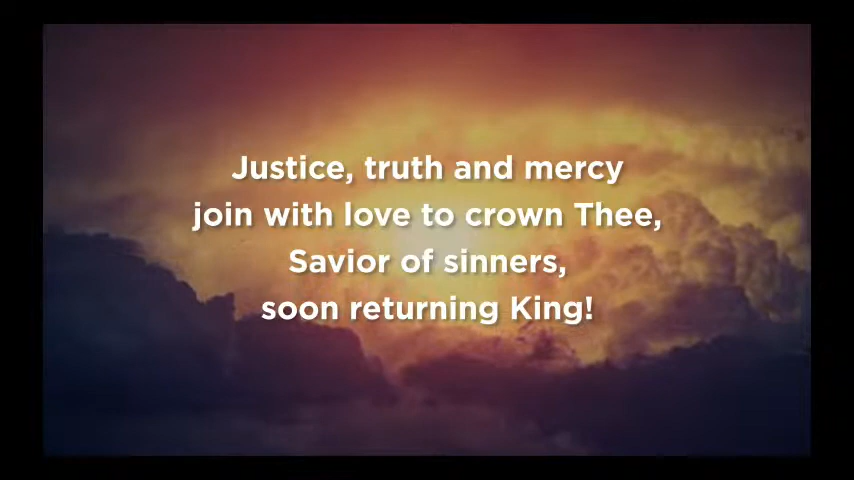 Justice, truth and mercy
join with love to crown Thee,
Savior of sinners,
soon returning King!